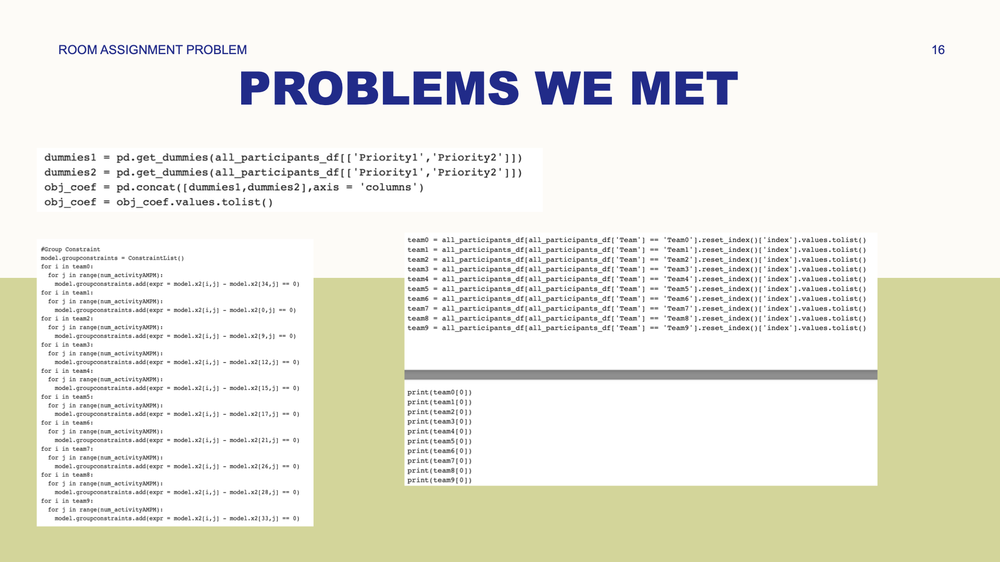 ROOM ASSIGNMENT PROBLEM
16
PROBLEMS WE MET
dummies1 = pd.get_dummies(all_participants_df[['Priority1','Priority2']])
dummies2 = pd.get_dummies(all_participants_df[['Priority1','Priority2']])
obj_coef = pd.concat([dummies1,dummies2],axis = 'columns')
obj_coef = obj_coef.values.tolist()
#Group Constraint
model.groupconstraints = ConstraintList()
for i in team0:
  for j in range(num_activityAMPM):
    model.groupconstraints.add(expr = model.x2[i,j] - model.x2[34,j] == 0)
for i in team1:
  for j in range(num_activityAMPM):
    model.groupconstraints.add(expr = model.x2[i,j] - model.x2[0,j] == 0)
for i in team2:
  for j in range(num_activityAMPM):
    model.groupconstraints.add(expr = model.x2[i,j] - model.x2[9,j] == 0)
for i in team3:
  for j in range(num_activityAMPM):
    model.groupconstraints.add(expr = model.x2[i,j] - model.x2[12,j] == 0)
for i in team4:
  for j in range(num_activityAMPM):
    model.groupconstraints.add(expr = model.x2[i,j] - model.x2[15,j] == 0)
for i in team5:
  for j in range(num_activityAMPM):
    model.groupconstraints.add(expr = model.x2[i,j] - model.x2[17,j] == 0)
for i in team6:
  for j in range(num_activityAMPM):
    model.groupconstraints.add(expr = model.x2[i,j] - model.x2[21,j] == 0)
for i in team7:
  for j in range(num_activityAMPM):
    model.groupconstraints.add(expr = model.x2[i,j] - model.x2[26,j] == 0)
for i in team8:
  for j in range(num_activityAMPM):
    model.groupconstraints.add(expr = model.x2[i,j] - model.x2[28,j] == 0)
for i in team9:
  for j in range(num_activityAMPM):
    model.groupconstraints.add(expr = model.x2[i,j] - model.x2[33,j] == 0)
team0 = all_participants_df[all_participants_df['Team'] == 'Team0'].reset_index()['index'].values.tolist()
team1 = all_participants_df[all_participants_df['Team'] == 'Team1'].reset_index()['index'].values.tolist()
team2 = all_participants_df[all_participants_df['Team'] == 'Team2'].reset_index()['index'].values.tolist()
team3 = all_participants_df[all_participants_df['Team'] == 'Team3'].reset_index()['index'].values.tolist()
team4 = all_participants_df[all_participants_df['Team'] == 'Team4'].reset_index()['index'].values.tolist()
team5 = all_participants_df[all_participants_df['Team'] == 'Team5'].reset_index()['index'].values.tolist()
team6 = all_participants_df[all_participants_df['Team'] == 'Team6'].reset_index()['index'].values.tolist()
team7 = all_participants_df[all_participants_df['Team'] == 'Team7'].reset_index()['index'].values.tolist()
team8 = all_participants_df[all_participants_df['Team'] == 'Team8'].reset_index()['index'].values.tolist()
team9 = all_participants_df[all_participants_df['Team'] == 'Team9'].reset_index()['index'].values.tolist()
print(team0[0])
print(team1[0])
print(team2[0])
print(team3[0])
print(team4[0])
print(team5[0])
print(team6[0])
print(team7[0])
print(team8[0])
print(team9[0])